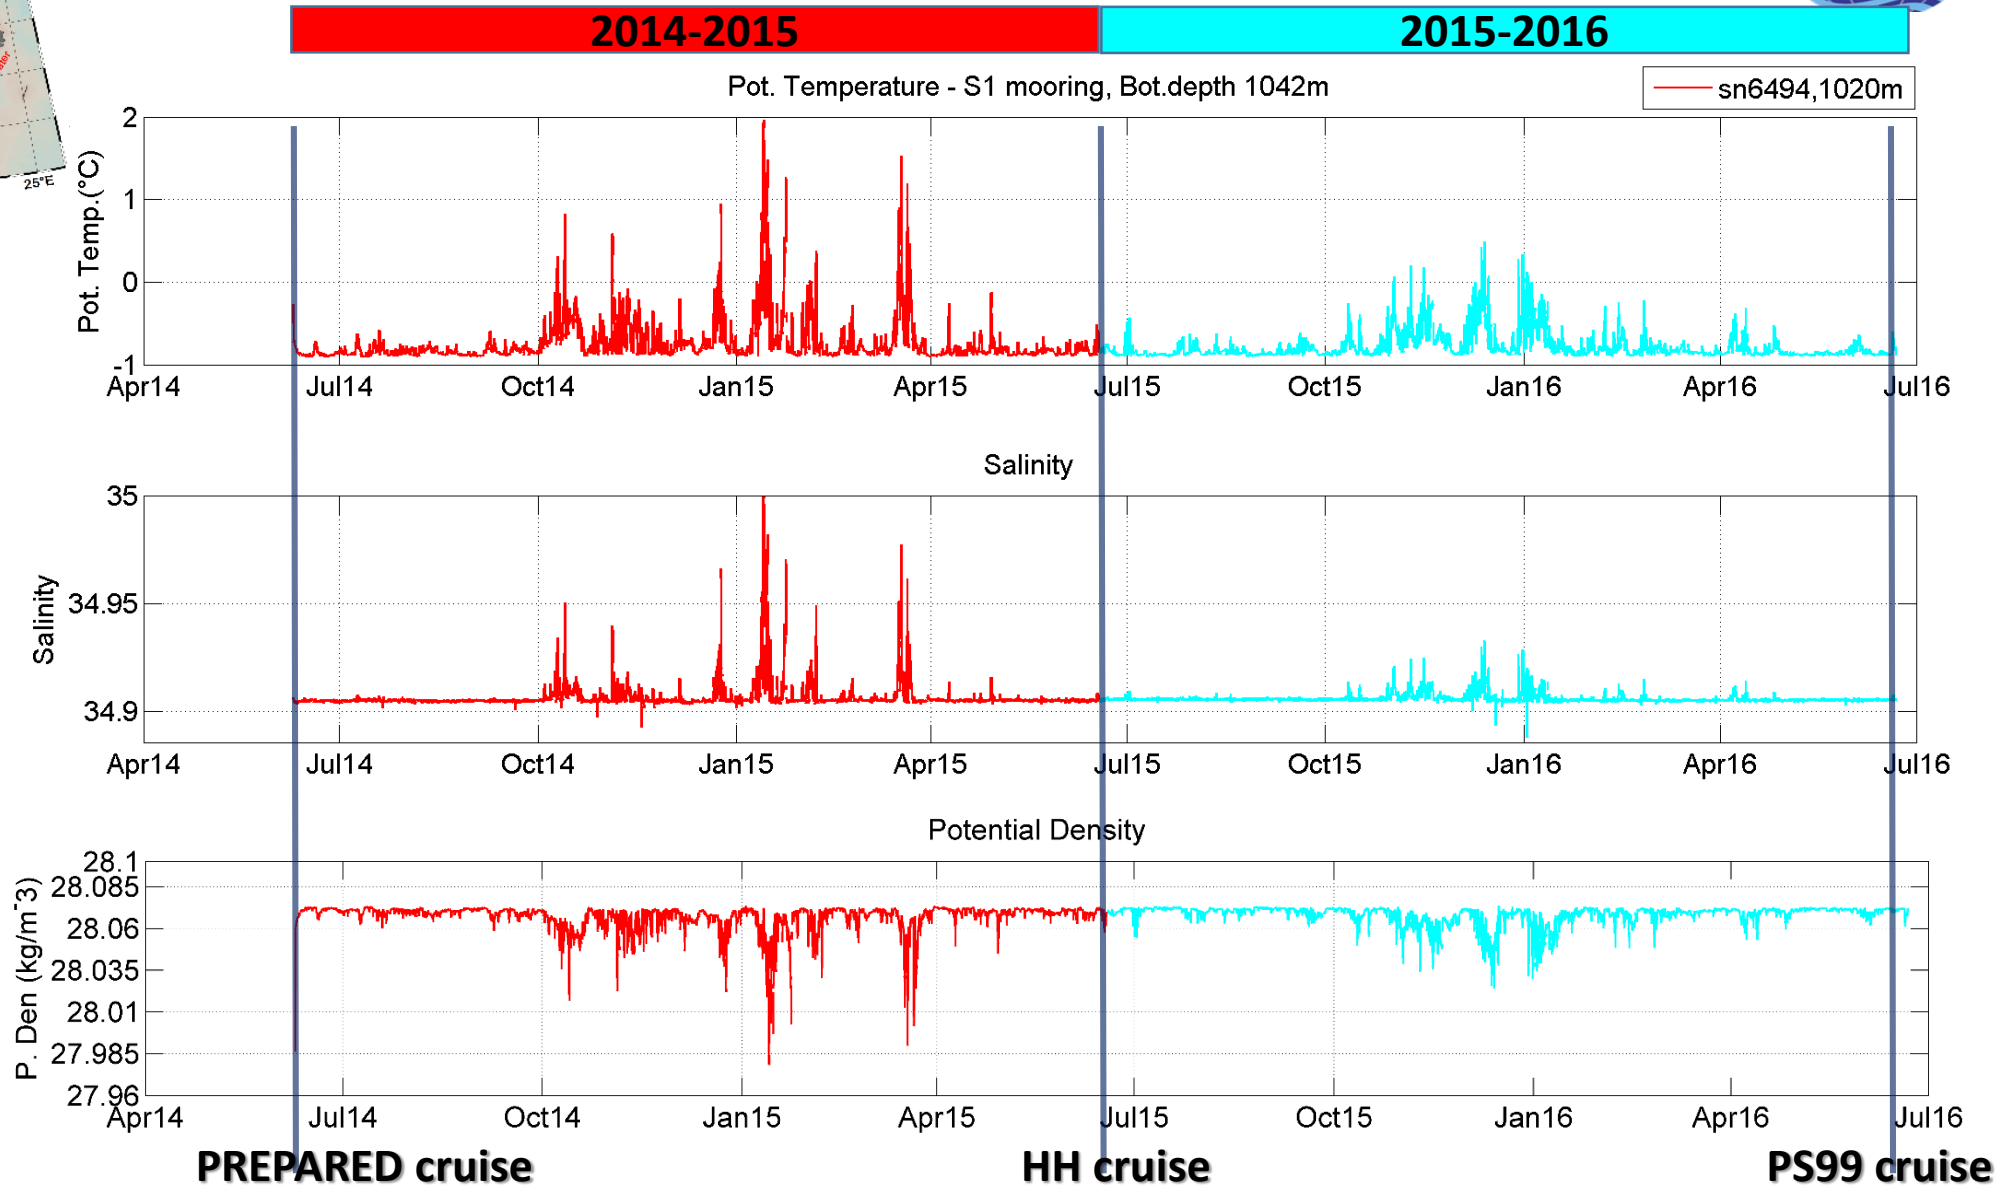 2014-2015 2015-2016
Pot. Temperature - S1 mooring, Bot.depth 1042m
sn6494,1020m
25°E
Pot. Temp.(°C)
2
1
0
-1
Apr14 Jul14 Oct14 Jan15 Apr15 Jul15 Oct15 Jan16 Apr16 Jul16
Salinity
Salinity
35
34.95
34.9
Apr14 Jul14 Oct14 Jan15 Apr15 Jul15 Oct15 Jan16 Apr16 Jul16
Potential Density
P. Den (kg/m-3)
28.1
28.085
28.06
28.035
28.01
27.985
27.96
Apr14 Jul14 Oct14 Jan15 Apr15 Jul15 Oct15 Jan16 Apr16 Jul16
PREPARED cruise HH cruise PS99 cruise